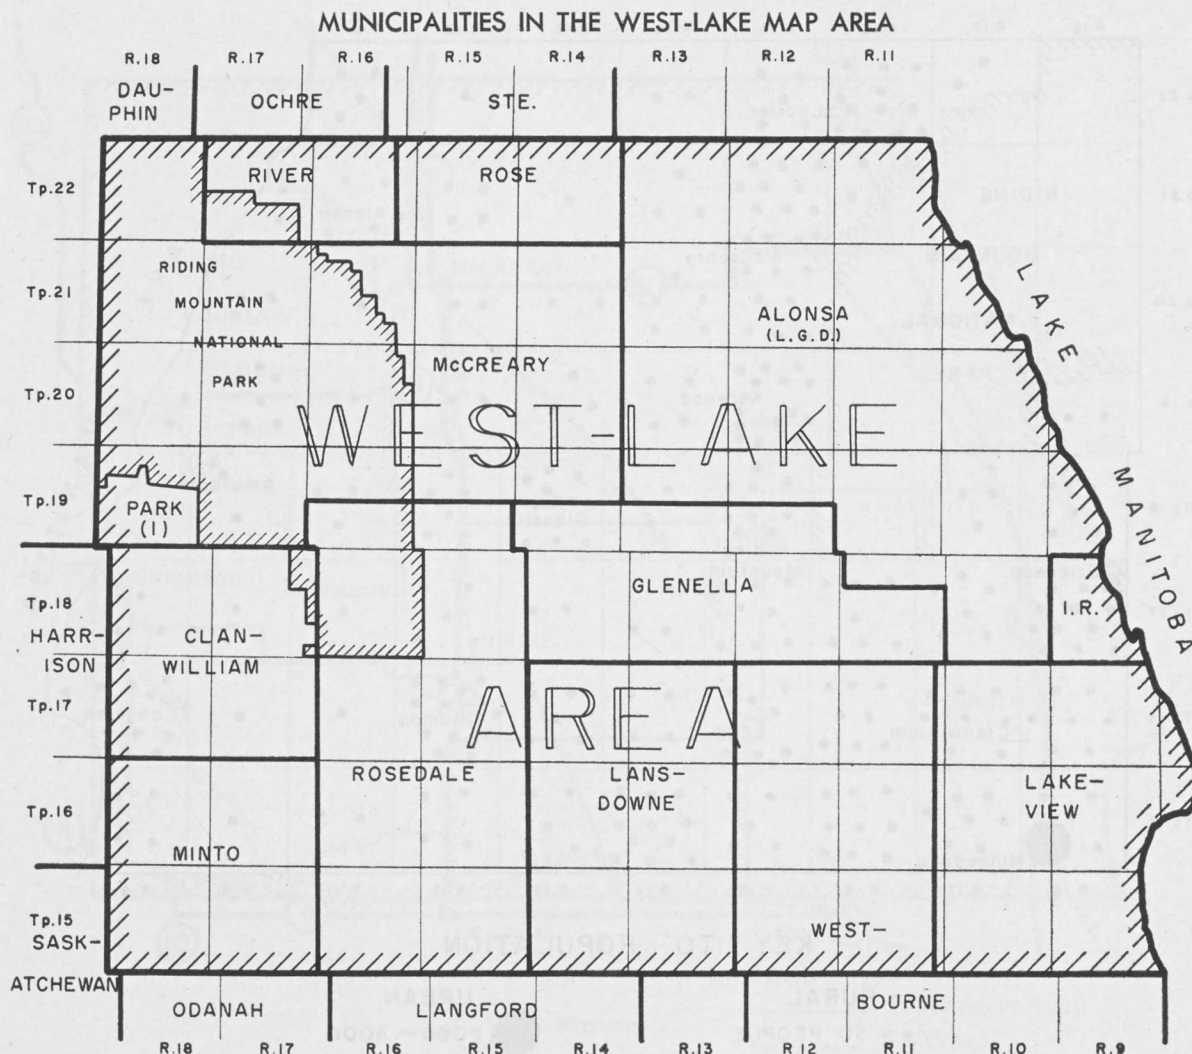 MUNICIPALITIES IN THE WEST-LAKE MAP AREA
R.18 R.17 R.16 R.15 R.14 R.13 R.12 R.11
DAU-
PHIN
OCHRE
STE.
RIVER
ROSE
Tp.22
RIDING
MOUNTAIN
NATIONAL
PARK
Tp.21
ALONSA
(L.G.D.)
LAKE MANITOBA
McCREARY
Tp.20
WEST-LAKE
Tp.19
PARK
(I)
GLENELLA
I.R.
Tp.18
HARR-
ISON
CLAN-
WILLIAM
Tp.17
AREA
ROSEDALE
LANS-
DOWNE
LAKE-
VIEW
Tp.16
MINTO
Tp.15
SASK-
ATCHEWAN
WEST-
BOURNE
ODANAH
LANGFORD
R.18 R.17 R.16 R.15 R.14 R.13 R.12 R.11 R.10 R.9